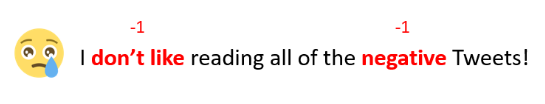 -1 -1
I don’t like reading all of the negative Tweets!